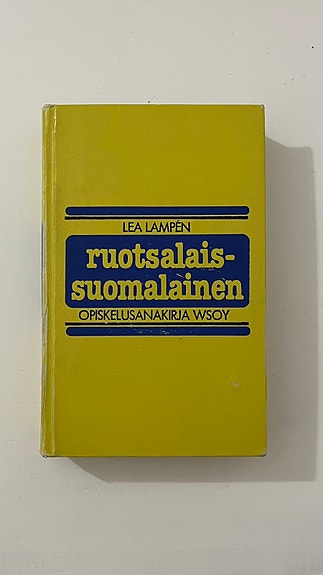 LEA LAMPÉN
ruotsalais-
suomalainen
OPISKELUSANAKIRJA WSOY